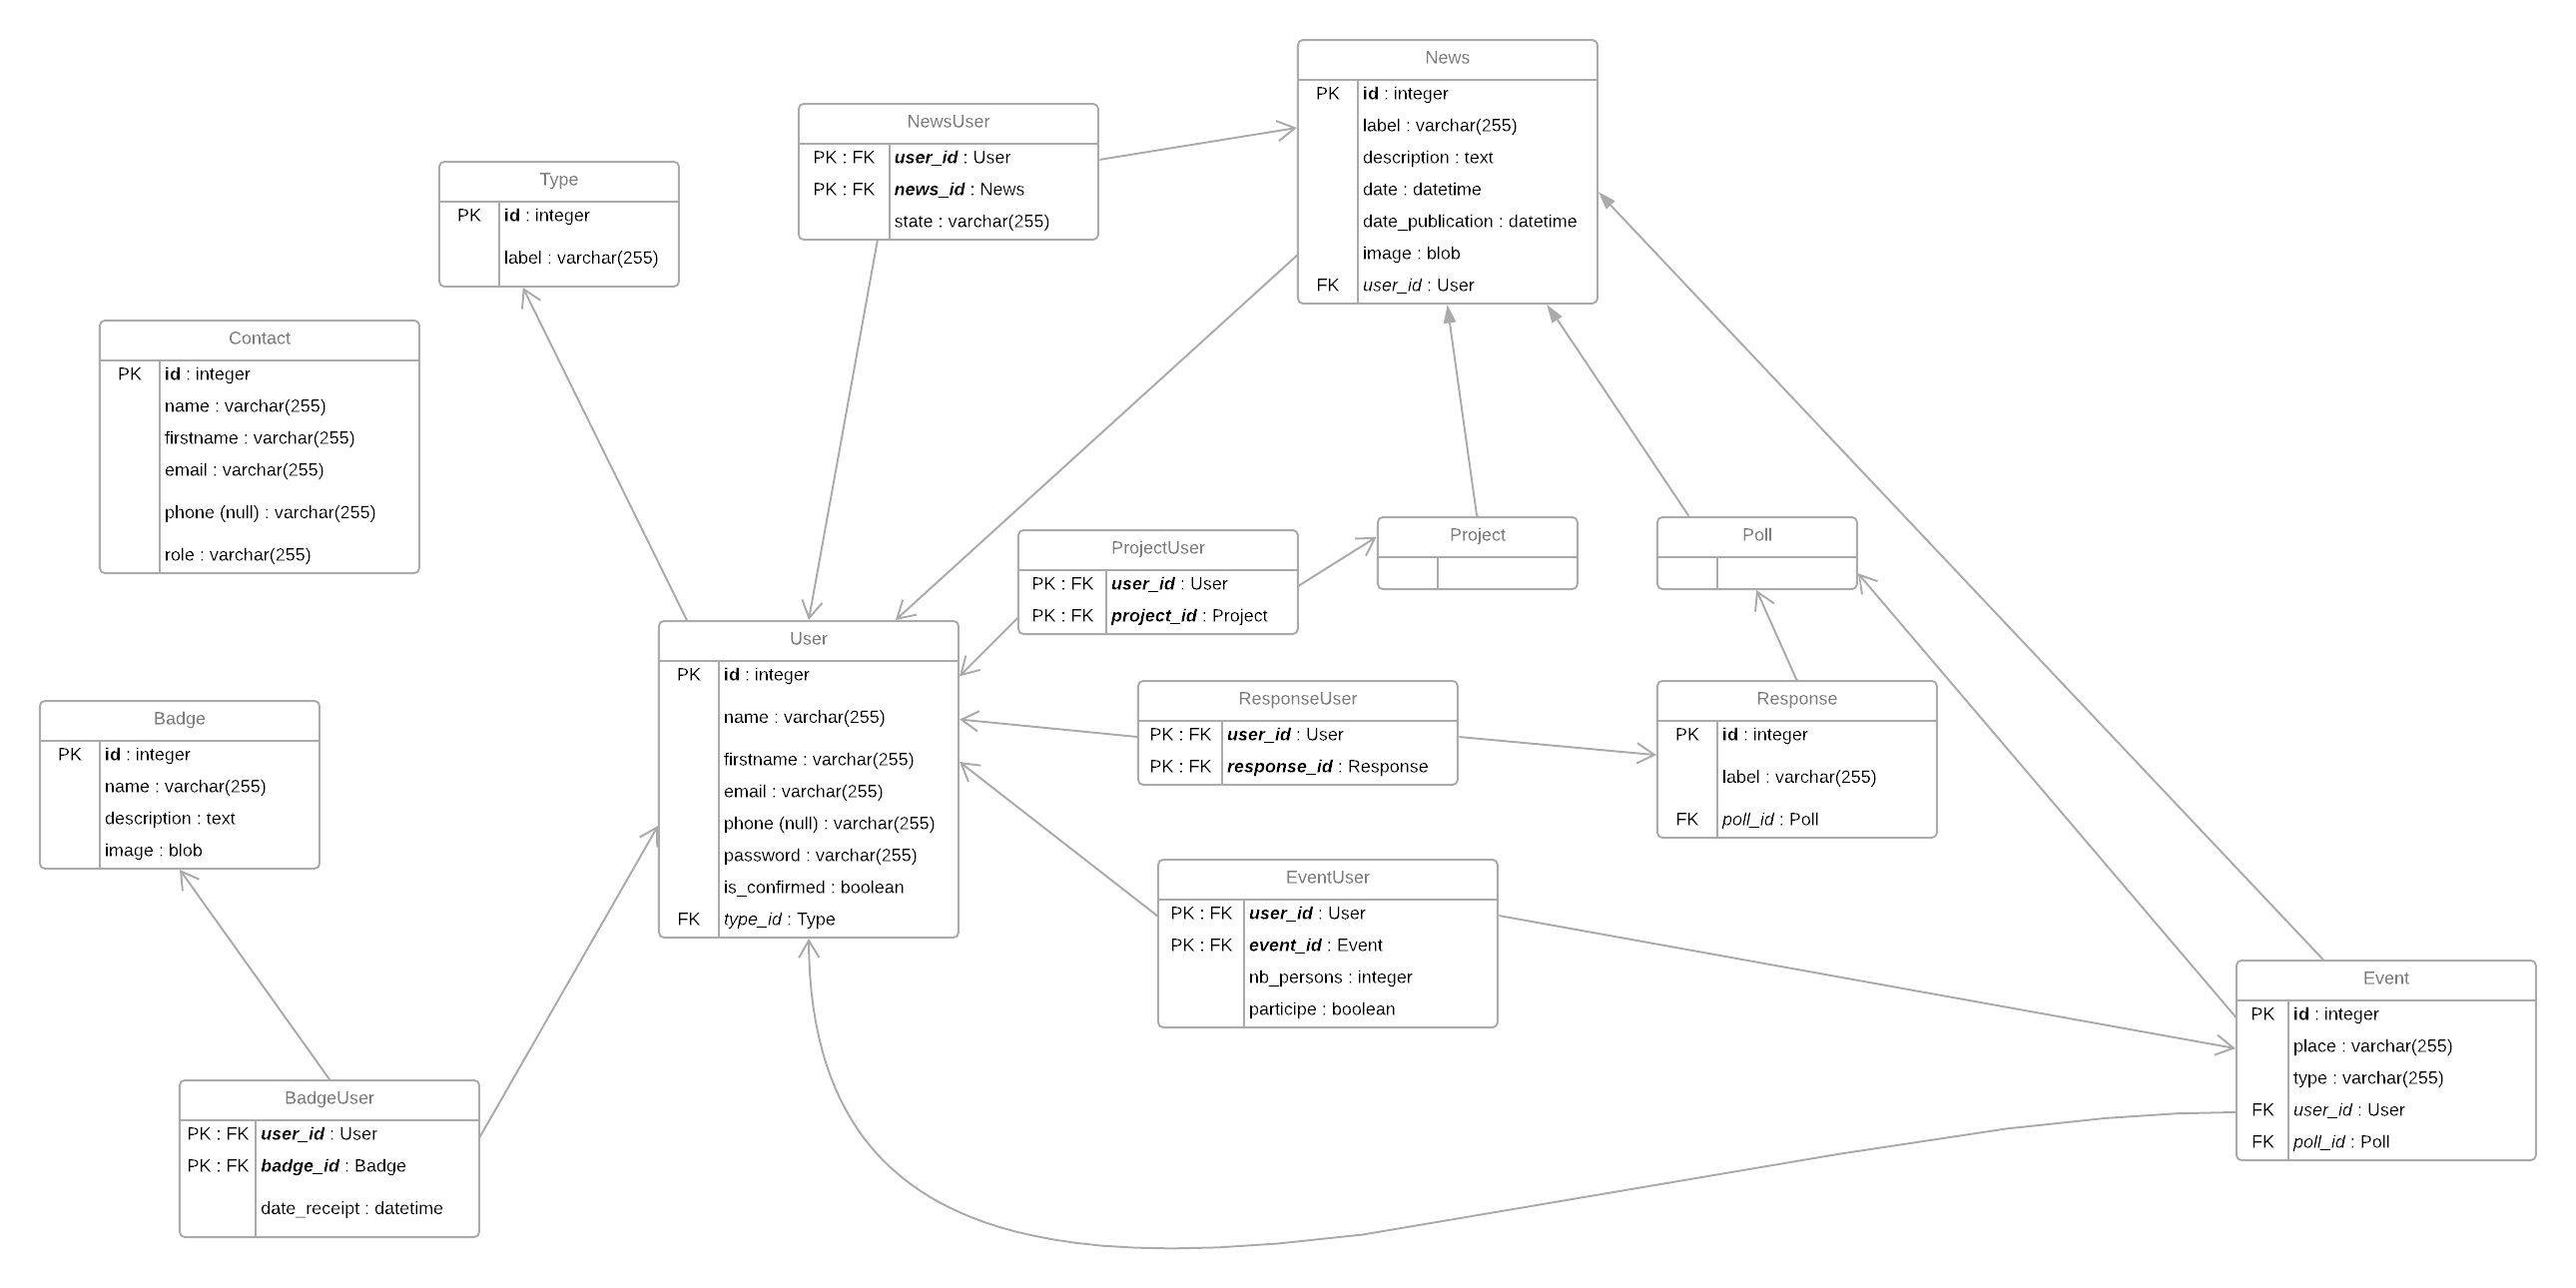 News
PK id : integer
label : varchar(255)
description : text
date : datetime
date_publication : datetime
image : blob
FK user_id : User
NewsUser
PK : FK user_id : User
PK : FK news_id : News
state : varchar(255)
Type
PK id : integer
label : varchar(255)
Contact
PK id : integer
name : varchar(255)
firstname : varchar(255)
email : varchar(255)
phone (null) : varchar(255)
role : varchar(255)
ProjectUser
PK : FK user_id : User
PK : FK project_id : Project
Project
Poll
User
PK id : integer
name : varchar(255)
firstname : varchar(255)
email : varchar(255)
phone (null) : varchar(255)
password : varchar(255)
is_confirmed : boolean
FK type_id : Type
ResponseUser
PK : FK user_id : User
PK : FK response_id : Response
Response
PK id : integer
label : varchar(255)
FK poll_id : Poll
Badge
PK id : integer
name : varchar(255)
description : text
image : blob
EventUser
PK : FK user_id : User
PK : FK event_id : Event
nb_persons : integer
participe : boolean
Event
PK id : integer
place : varchar(255)
type : varchar(255)
FK user_id : User
FK poll_id : Poll
BadgeUser
PK : FK user_id : User
PK : FK badge_id : Badge
date_receipt : datetime